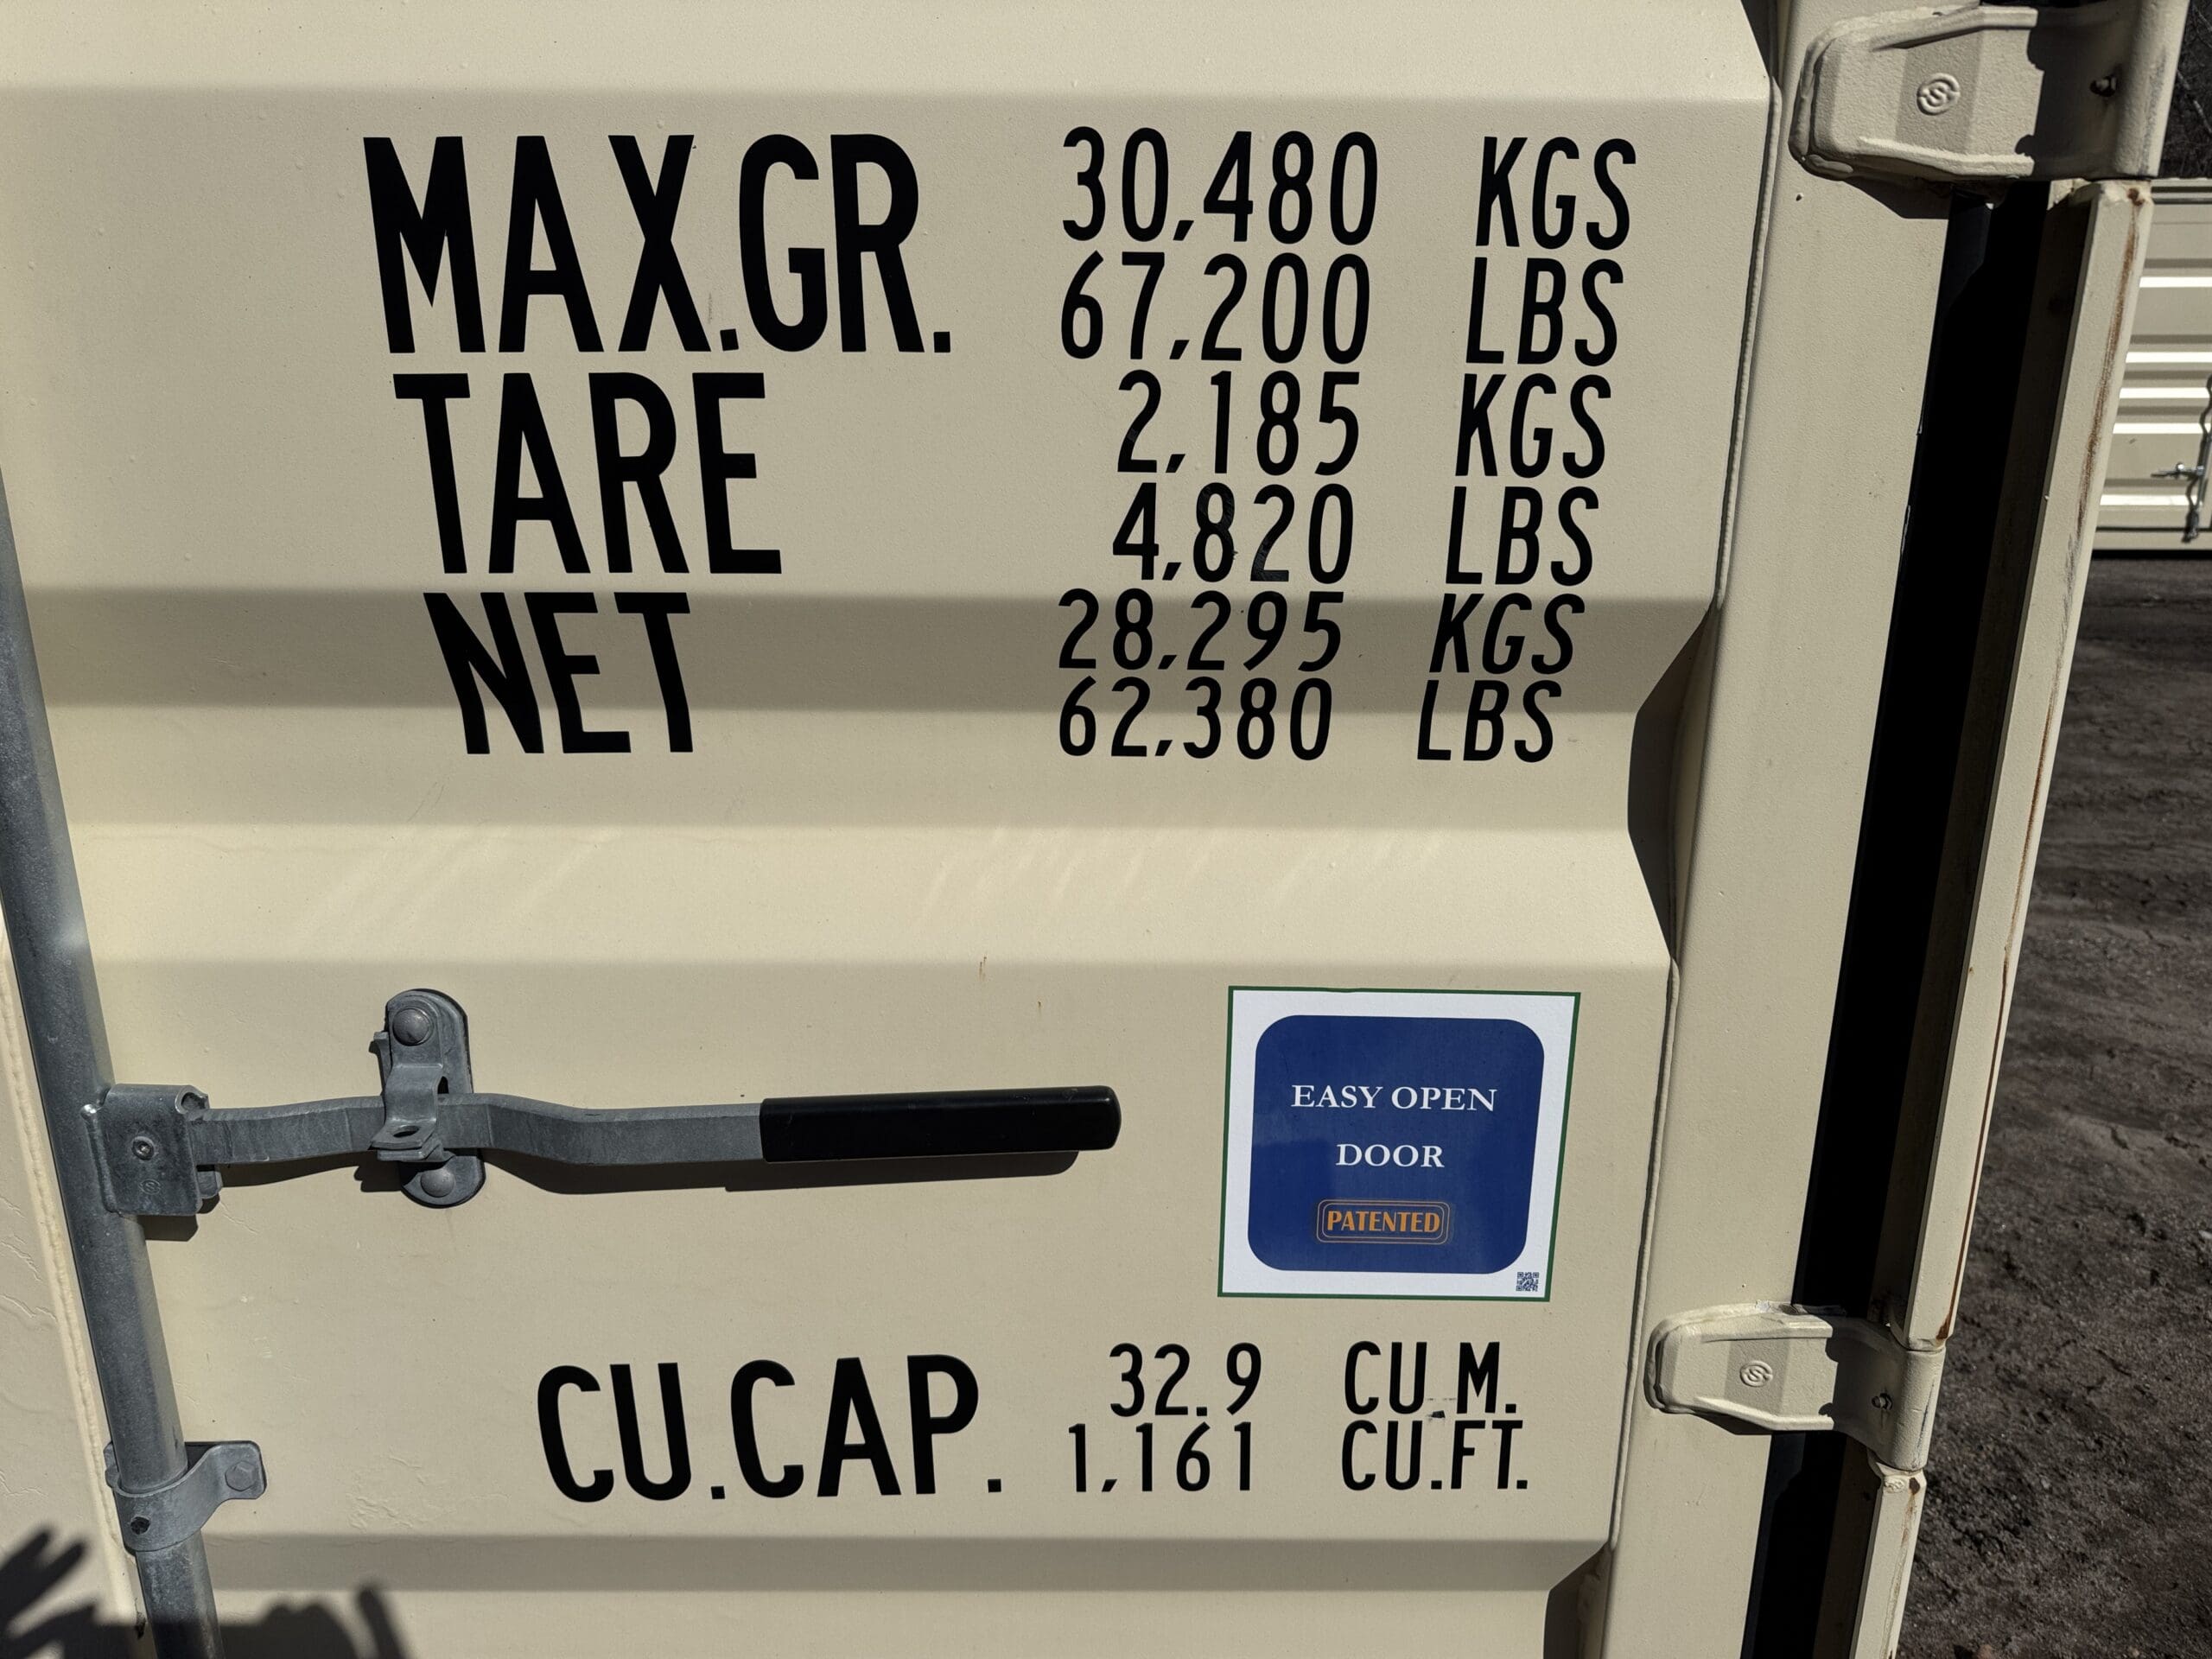 MAX.GR. 30,480 KGS
67,200 LBS
TARE 2,185 KGS
4,820 LBS
NET 28,295 KGS
62,380 LBS
EASY OPEN
DOOR
PATENTED
CU.CAP. 32.9 CU.M.
1,161 CU.FT.